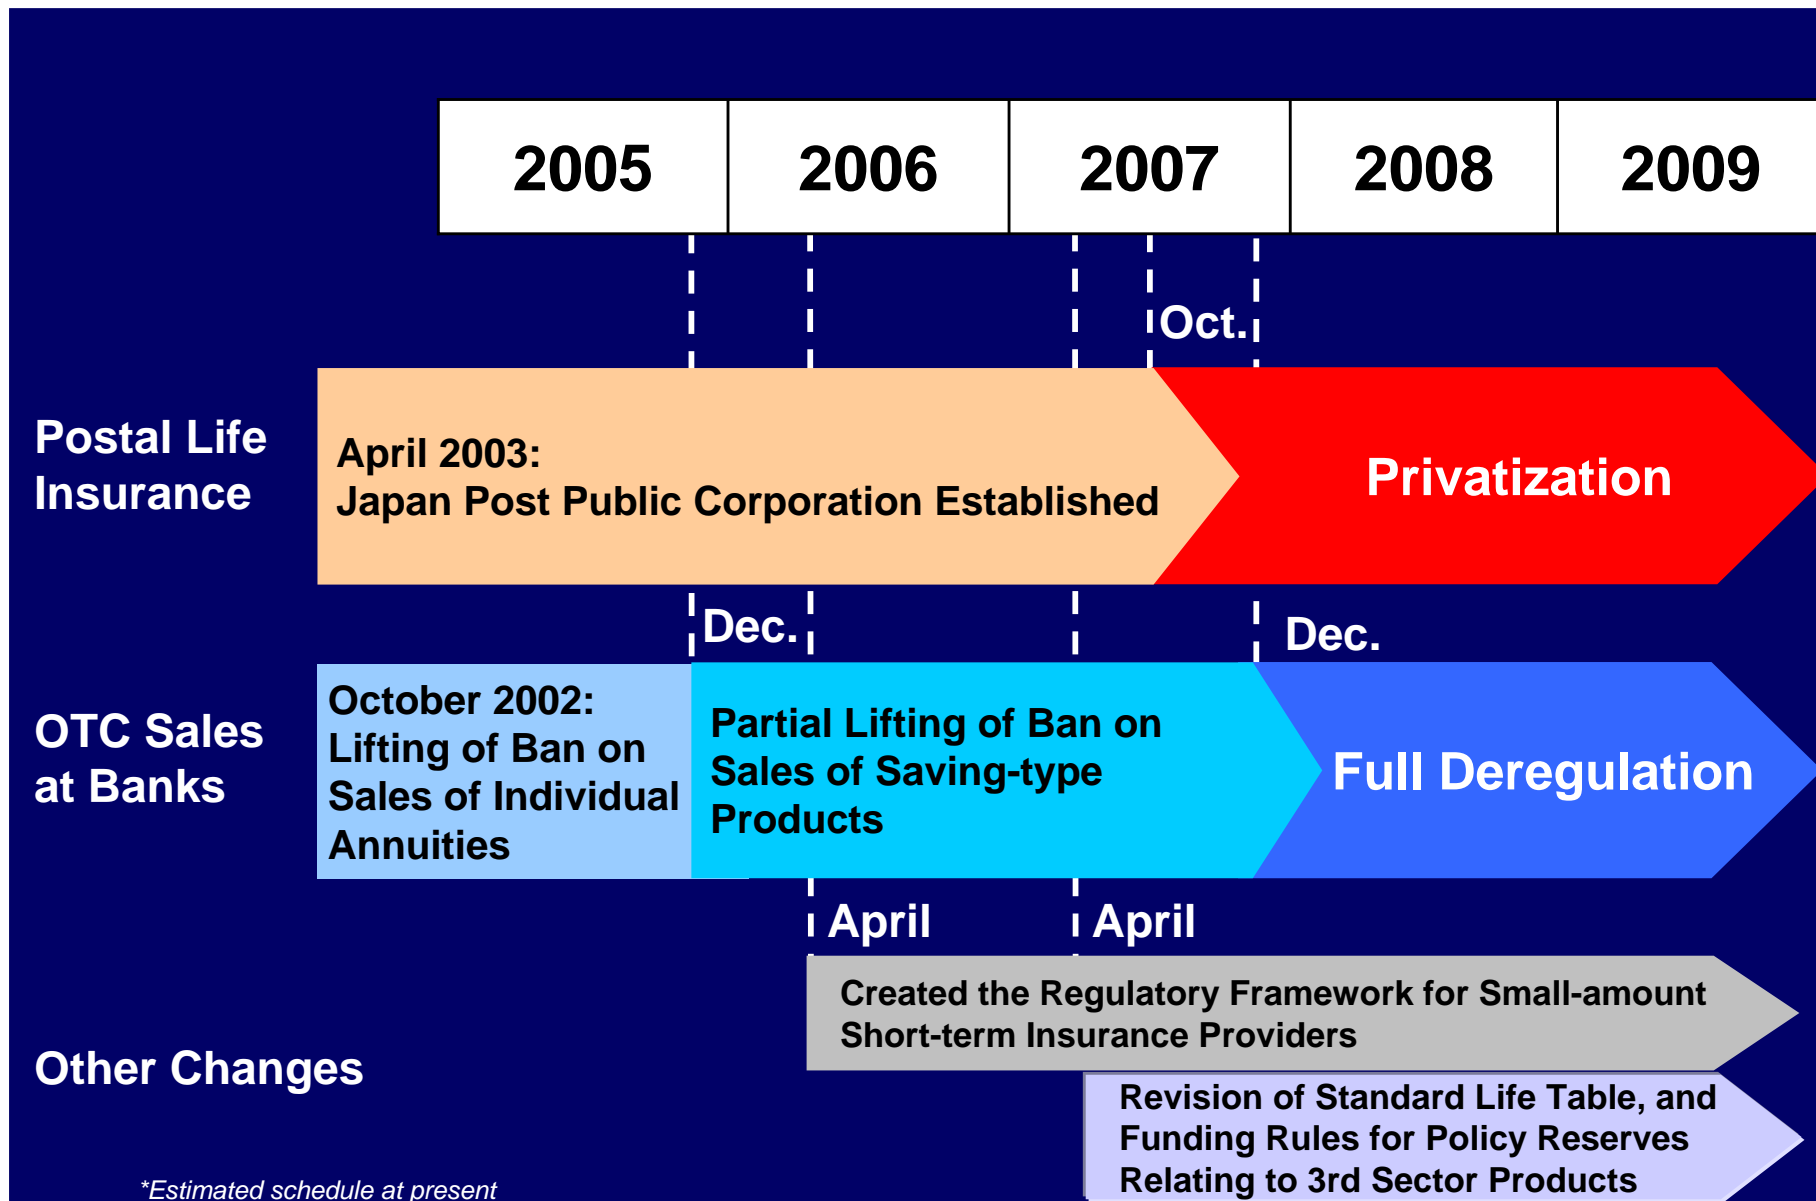 2005 2006 2007 2008 2009
Oct.
Postal Life
Insurance
April 2003:
Japan Post Public Corporation Established
Privatization
Dec.
Dec.
OTC Sales
at Banks
October 2002:
Lifting of Ban on
Sales of Individual
Annuities
Partial Lifting of Ban on
Sales of Saving-type
Products
Full Deregulation
April
April
Other Changes
Created the Regulatory Framework for Small-amount
Short-term Insurance Providers
Revision of Standard Life Table, and
Funding Rules for Policy Reserves
Relating to 3rd Sector Products
*Estimated schedule at present